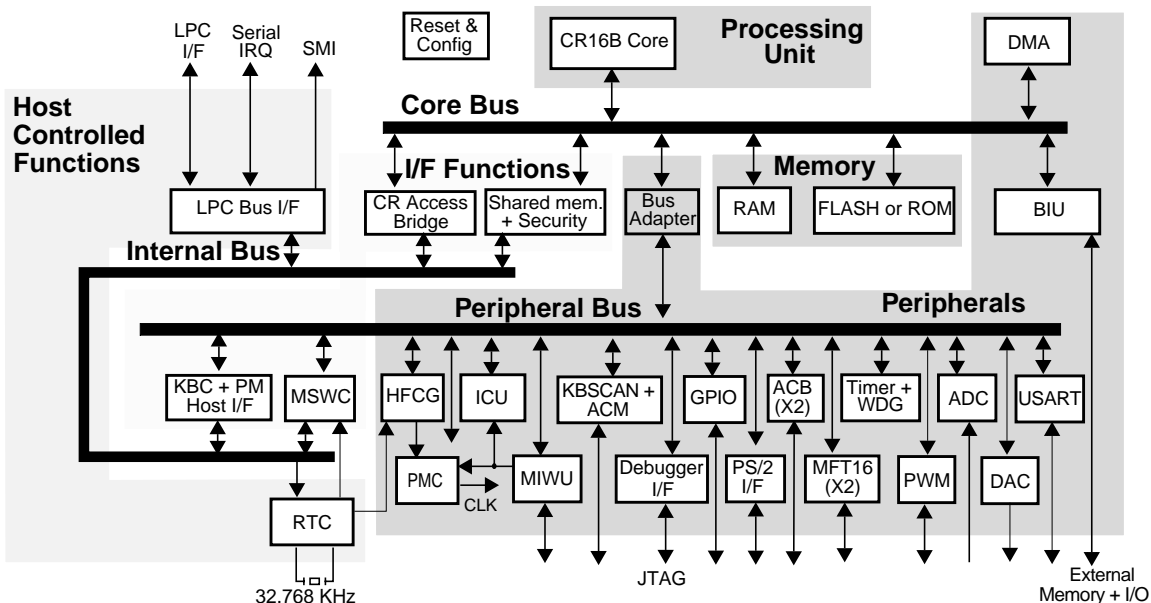 LPC
I/F
Serial
IRQ
SMI
Reset &
Config
CR16B Core
Processing
Unit
DMA
Host
Controlled
Functions
Core Bus
I/F Functions
Memory
LPC Bus I/F
CR Access
Bridge
Shared mem.
+ Security
Bus
Adapter
RAM
FLASH or ROM
BIU
Internal Bus
Peripheral Bus
Peripherals
KBC + PM
Host I/F
MSWC
HFCG
ICU
KBSCAN +
ACM
GPIO
ACB
(X2)
Timer +
WDG
ADC
USART
PMC
CLK
MIWU
Debugger
I/F
PS/2
I/F
MFT16
(X2)
PWM
DAC
RTC
32.768 KHz
JTAG
External
Memory + I/O